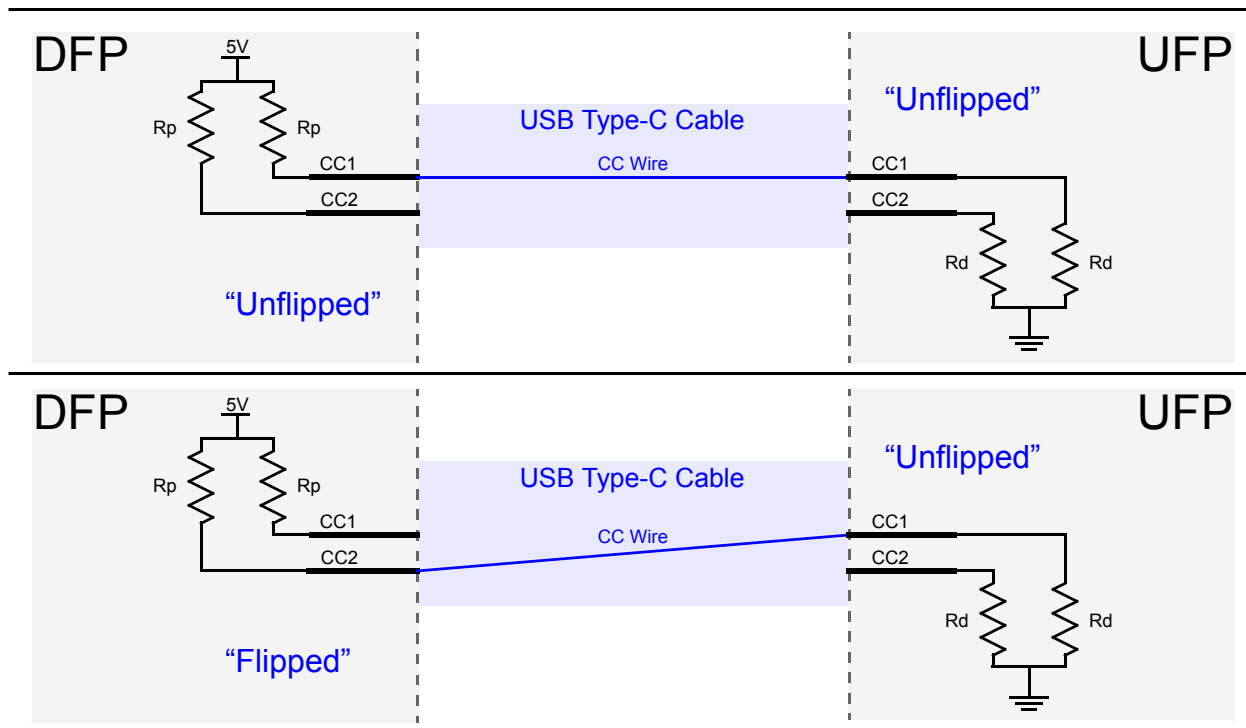 DFP
5V
UFP
“Unflipped”
Rp
Rp
USB Type-C Cable
CC1
CC Wire
CC1
CC2
CC2
Rd
Rd
“Unflipped”
DFP
5V
UFP
“Unflipped”
Rp
Rp
USB Type-C Cable
CC1
CC Wire
CC1
CC2
CC2
Rd
Rd
“Flipped”